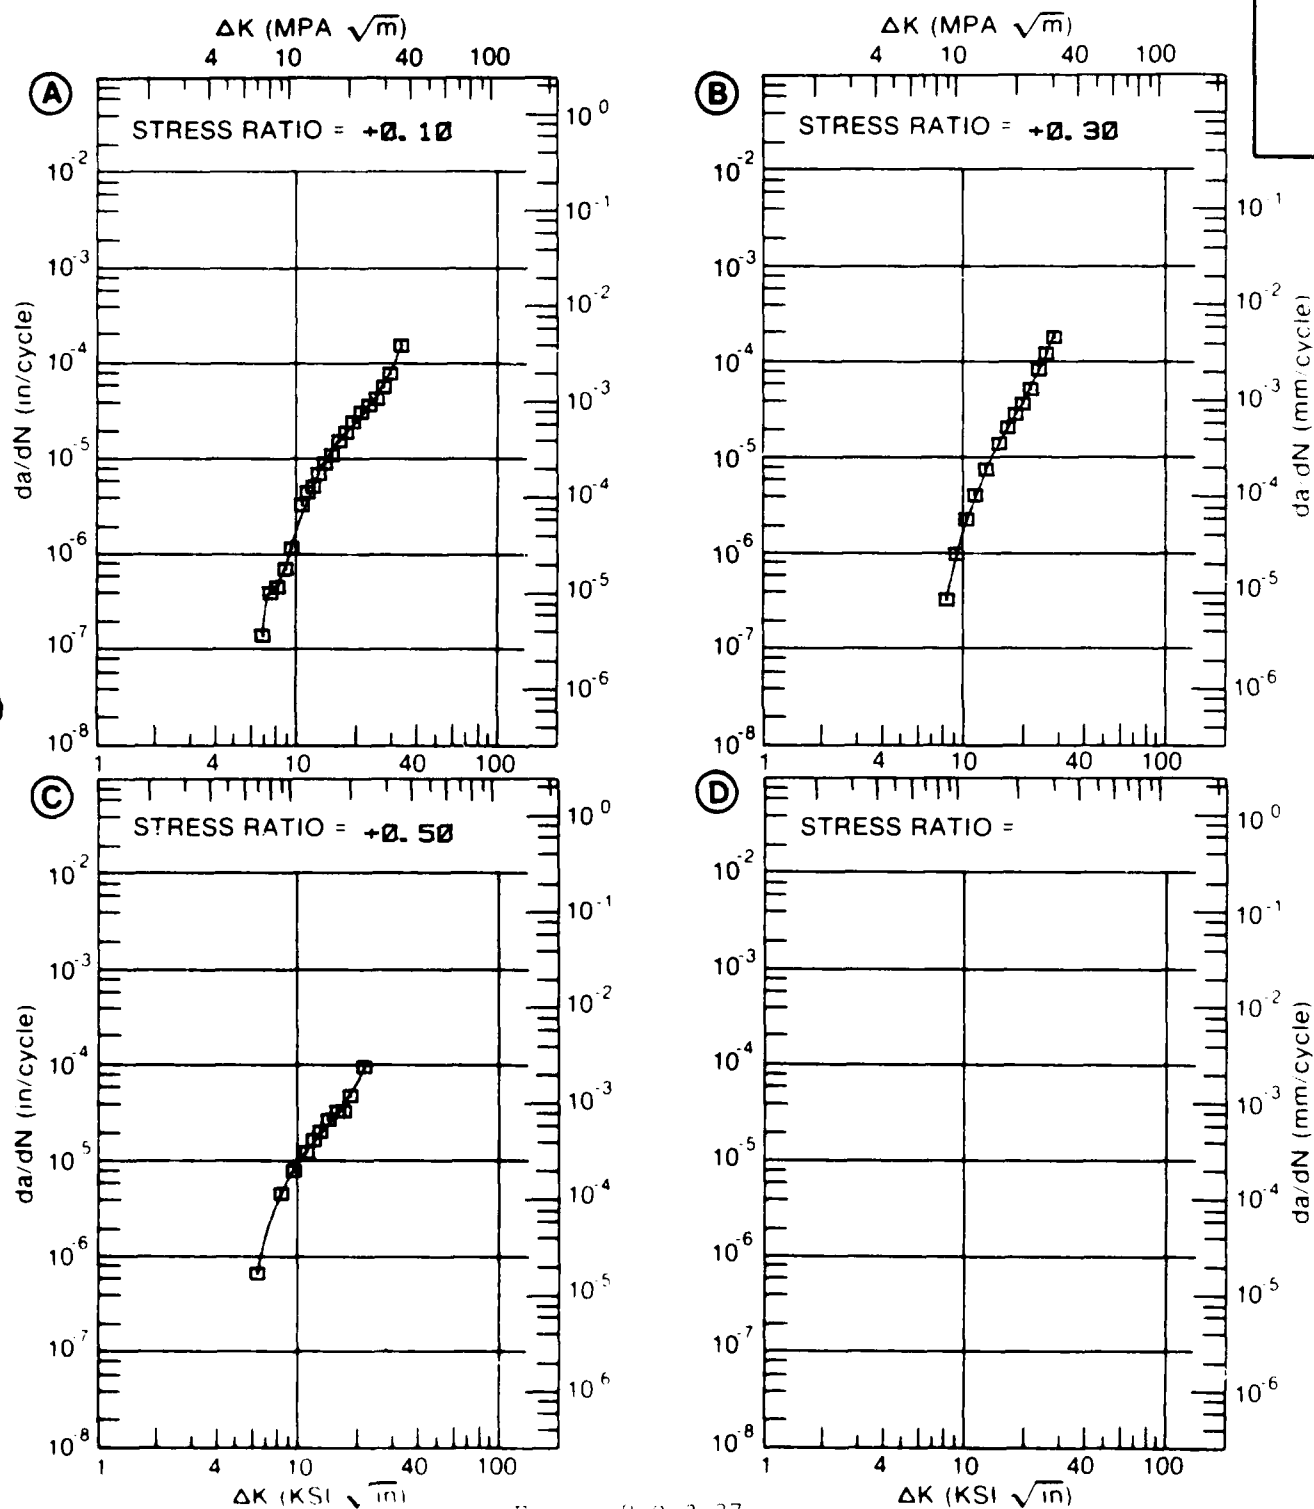 ΔK (MPA √m)
ΔK (MPA √m)
4 10 40 100
4 10 40 100
A
B
STRESS RATIO = +0.10
STRESS RATIO = +0.30
10^0
10^-2
10^-1
10^-3
10^-2
10^-4
10^-3
10^-5
10^-4
10^-6
10^-5
10^-7
10^-6
10^-8
da/dN (in/cycle)
1 4 10 40 100
10^-2
10^-1
10^-3
10^-2
10^-4
10^-3
10^-5
10^-4
10^-6
10^-5
10^-7
10^-6
10^-8
da/dN (mm/cycle)
1 4 10 40 100
C
D
STRESS RATIO = +0.50
STRESS RATIO =
10^0
10^-2
10^-1
10^-3
10^-2
10^-4
10^-3
10^-5
10^-4
10^-6
10^-5
10^-7
10^6
10^-8
da/dN (in/cycle)
1 4 10 40 100
ΔK (KSI √in)
10^0
10^-2
10^-1
10^-3
10^-2
10^-4
10^-3
10^-5
10^-4
10^-6
10^-5
10^-7
10^-6
10^-8
da/dN (mm/cycle)
1 4 10 40 100
ΔK (KSI √in)